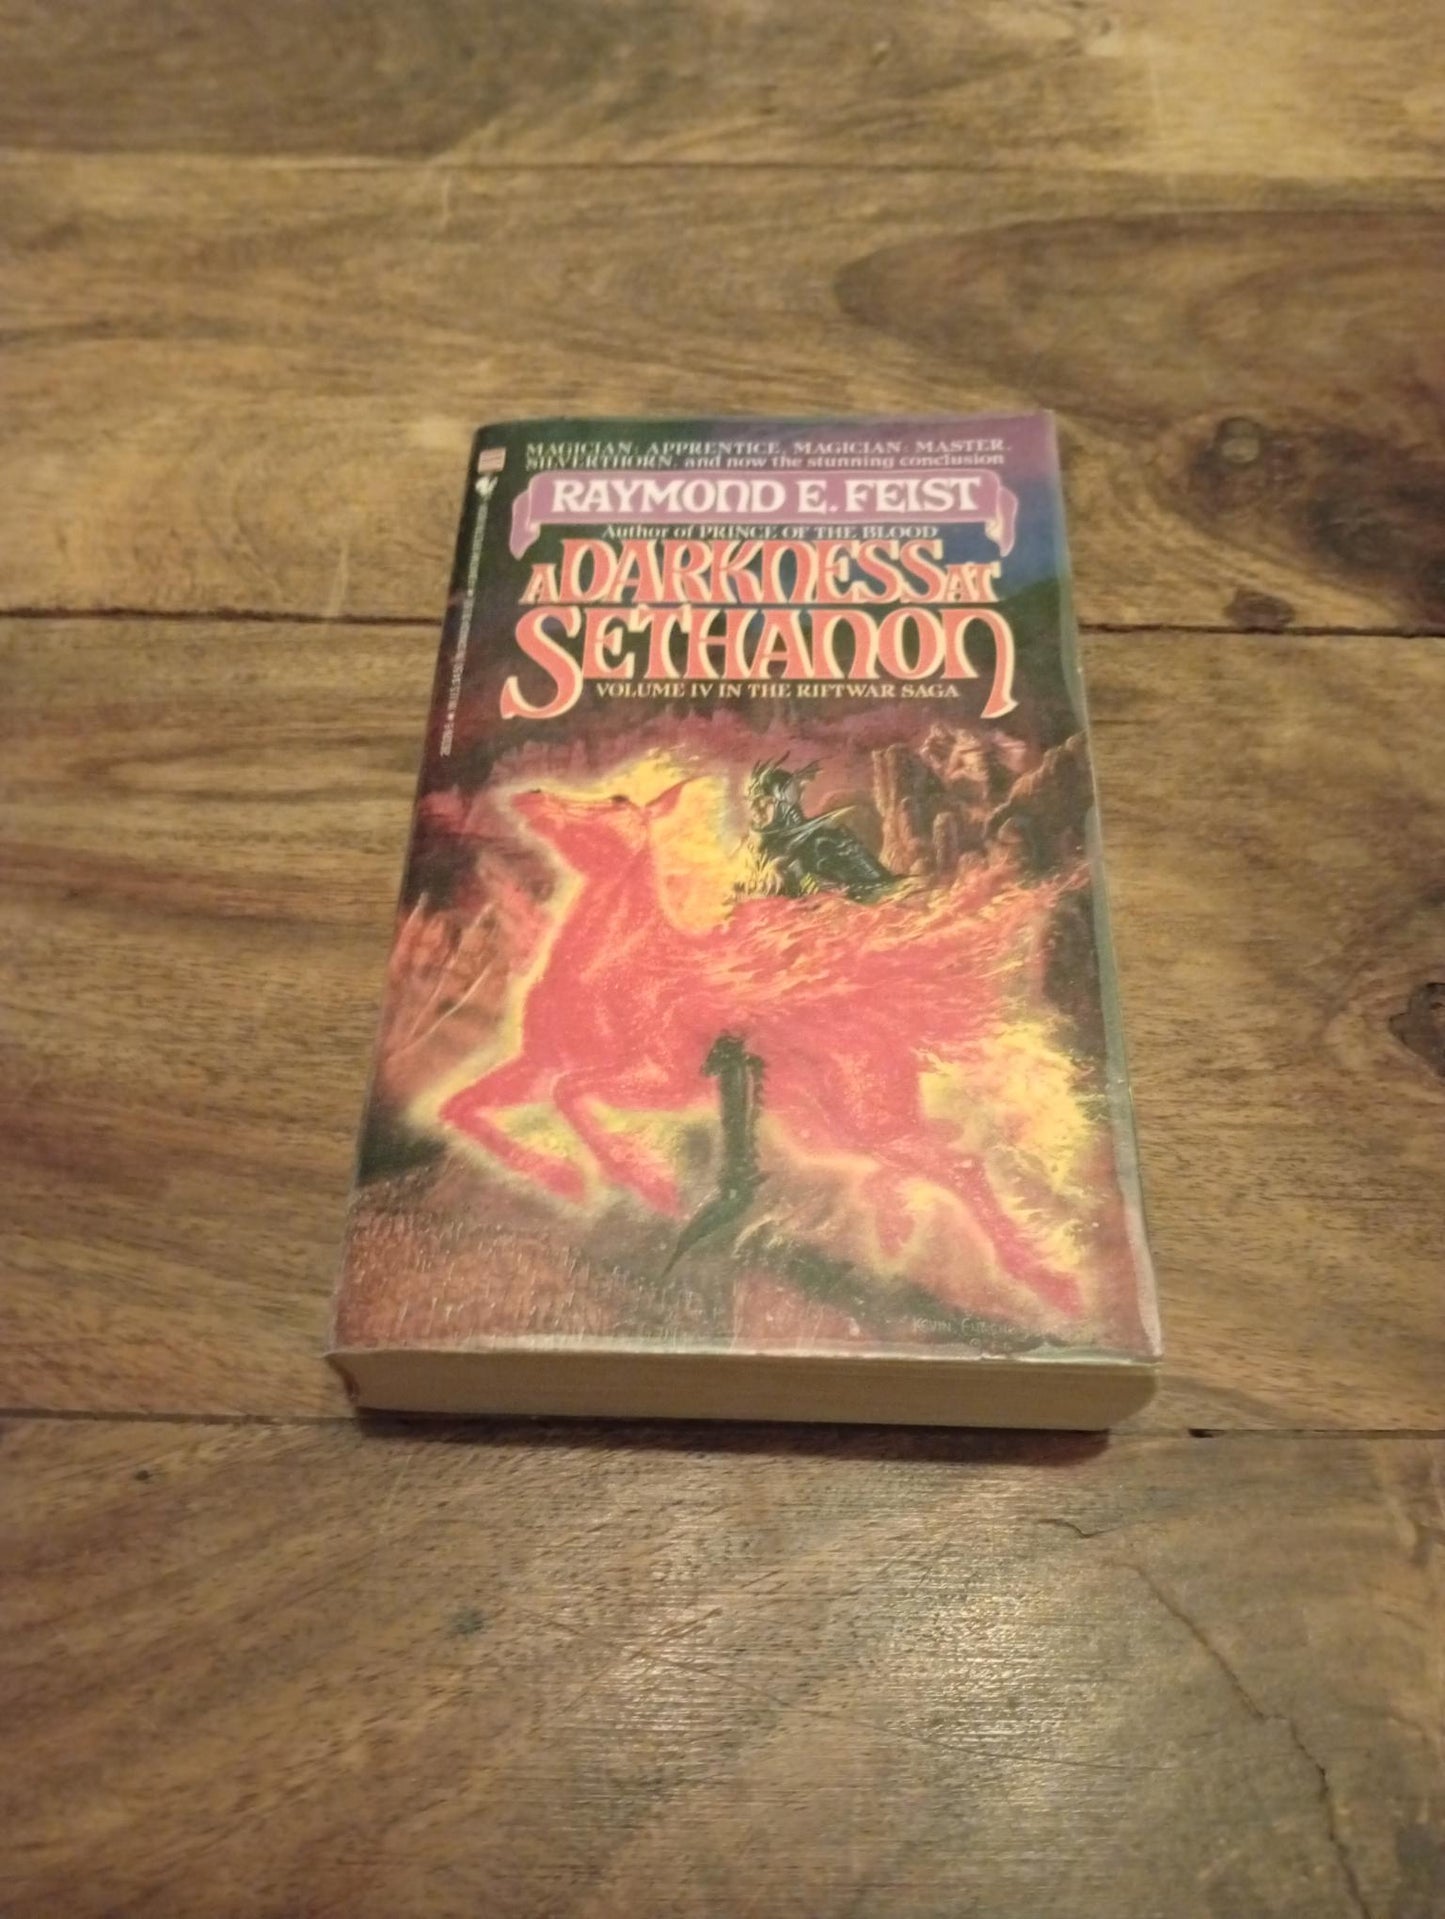 MAGICIAN: APPRENTICE, MAGICIAN: MASTER,
SILVERTHORN, and now the stunning conclusion
RAYMOND E. FEIST
Author of PRINCE OF THE BLOOD
A DARKNESS AT
SETHANON
VOLUME IV IN THE RIFTWAR SAGA
KEVIN